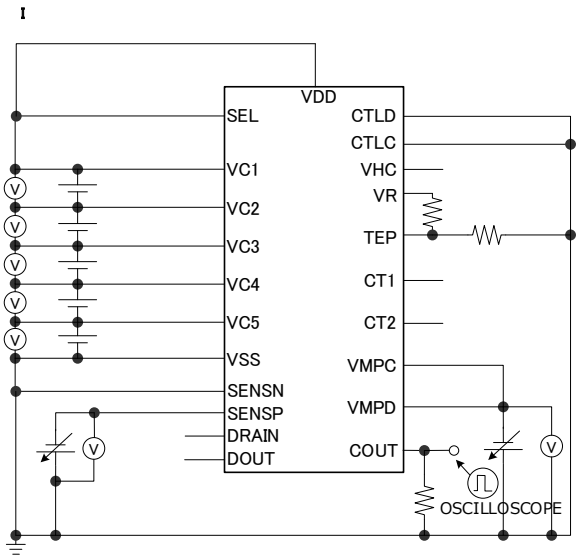 I
VDD
SEL
CTLD
CTLC
VC1
VHC
VR
V
VC2
V
VC3
TEP
V
VC4
CT1
V
VC5
CT2
V
VSS
VMPC
SENSN
SENSP
VMPD
DRAIN
V
COUT
V
DOUT
OSCILLOSCOPE